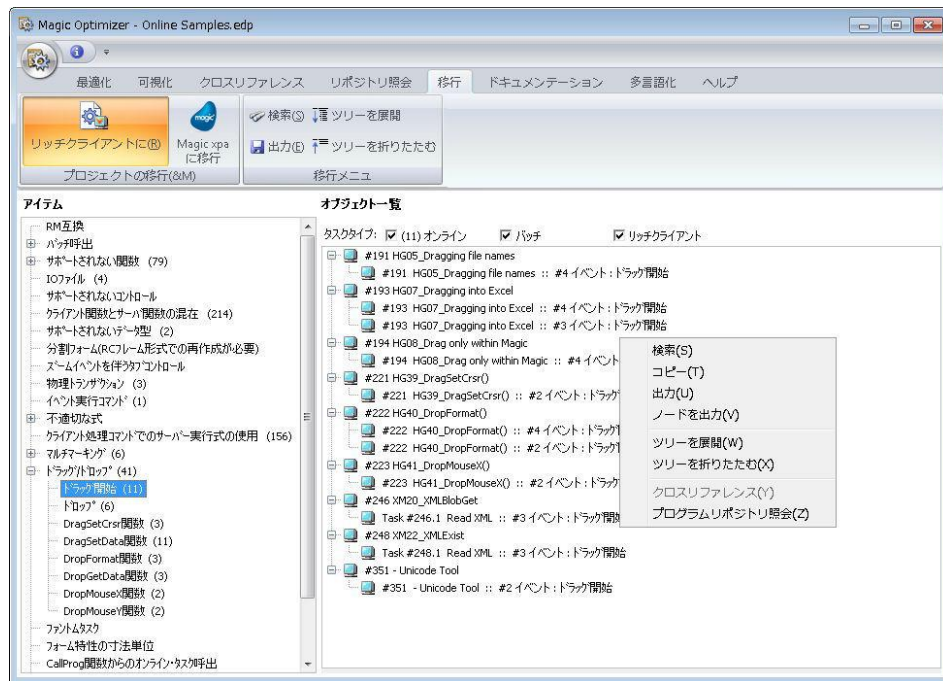 Magic Optimizer - Online Samples.edp
最適化 可視化 クロスリファレンス リポジトリ照会 移行 ドキュメンテーション 多言語化 ヘルプ
リッチクライアントに(R)
Magic xpa に移行
プロジェクトの移行(&M)
検索(S) ツリーを展開
出力(E) ツリーを折りたたむ
移行メニュ
アイテム
RM互換
バッチ呼出
サポートされない関数 (79)
IOファイル (4)
サポートされないコントロール
クライアント関数とサーバ関数の混在 (214)
サポートされないデータ型 (2)
分割フォーム(RCフレーム形式での再作成が必要)
ズームイベントを伴うタブコントロール
物理トランザクション (3)
イベント実行コマンド (1)
不適切な式
クライアント処理コマンドでのサーバー実行式の使用 (156)
マルチマーキング (6)
ドラッグ/ドロップ (41)
ドラッグ開始 (11)
ドロップ (6)
DragSetCrsr関数 (3)
DragSetData関数 (11)
DropFormat関数 (3)
DropGetData関数 (3)
DropMouseX関数 (2)
DropMouseY関数 (2)
ファントムタスク
フォーム特性の寸法単位
CallProg関数からのオンライン・タスク呼出
オブジェクト一覧
タスクタイプ: (11) オンライン バッチ リッチクライアント
#191 HG05_Dragging file names
#191 HG05_Dragging file names :: #4 イベント : ドラッグ開始
#193 HG07_Dragging into Excel
#193 HG07_Dragging into Excel :: #4 イベント : ドラッグ開始
#193 HG07_Dragging into Excel :: #3 イベント : ドラッグ開始
#194 HG08_Drag only within Magic
#194 HG08_Drag only within Magic :: #4 イベント
#221 HG39_DragSetCrsr()
#221 HG39_DragSetCrsr() :: #2 イベント : ドラッグ
#222 HG40_DropFormat()
#222 HG40_DropFormat() :: #4 イベント : ドラッグ
#222 HG40_DropFormat() :: #2 イベント : ドラッグ
#223 HG41_DropMouseX()
#223 HG41_DropMouseX() :: #2 イベント : ドラッグ
#246 XM20_XMLBlobGet
Task #246.1 Read XML :: #3 イベント : ドラッグ開始
#248 XM22_XMLExist
Task #248.1 Read XML :: #3 イベント : ドラッグ開始
#351 - Unicode Tool
#351 - Unicode Tool :: #2 イベント : ドラッグ開始
検索(S)
コピー(T)
出力(U)
ノードを出力(V)
ツリーを展開(W)
ツリーを折りたたむ(X)
クロスリファレンス(Y)
プログラムリポジトリ照会(Z)